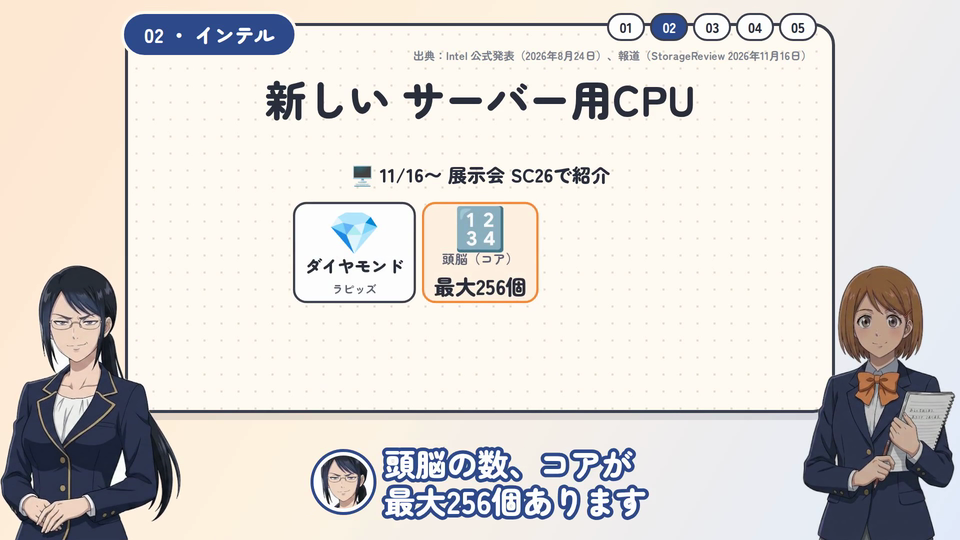 02 ・ インテル
01 02 03 04 05
出典：Intel 公式発表（2026年8月24日）、報道（StorageReview 2026年11月16日）
新しい サーバー用CPU
11/16〜 展示会 SC26で紹介
ダイヤモンド
ラピッズ
1 2
3 4
頭脳（コア）
最大256個
頭脳の数、コアが
最大256個あります